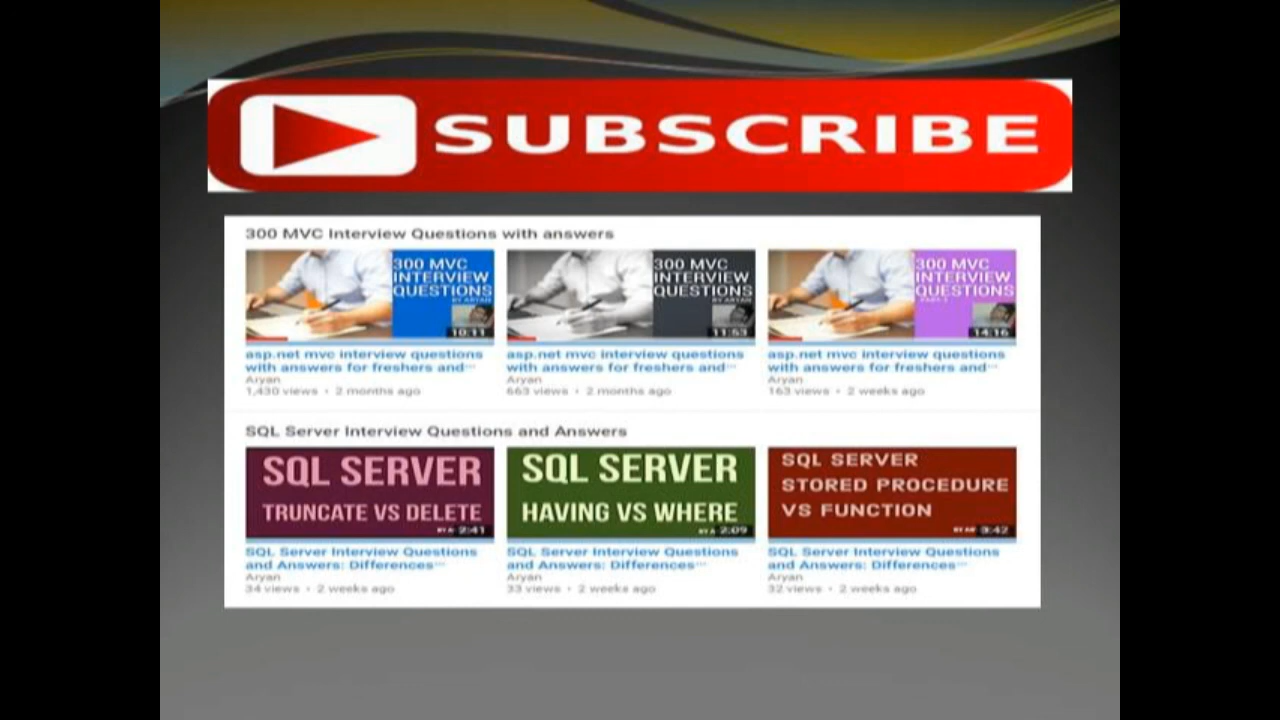 SUBSCRIBE
300 MVC Interview Questions with answers
300 MVC
INTERVIEW
QUESTIONS
BY ARYAN
10:11
300 MVC
INTERVIEW
QUESTIONS
11:53
300 MVC
INTERVIEW
QUESTIONS
14:16
asp.net mvc interview questions
with answers for freshers and...
Aryan
1,430 views • 2 months ago
asp.net mvc interview questions
with answers for freshers and...
Aryan
663 views • 2 months ago
asp.net mvc interview questions
with answers for freshers and...
Aryan
163 views • 2 weeks ago
SQL Server Interview Questions and Answers
SQL SERVER
TRUNCATE VS DELETE
2:41
SQL SERVER
HAVING VS WHERE
2:09
SQL SERVER
STORED PROCEDURE
VS FUNCTION
3:42
SQL Server Interview Questions
and Answers: Differences...
Aryan
34 views • 2 weeks ago
SQL Server Interview Questions
and Answers: Differences...
Aryan
33 views • 2 weeks ago
SQL Server Interview Questions
and Answers: Differences...
Aryan
32 views • 2 weeks ago